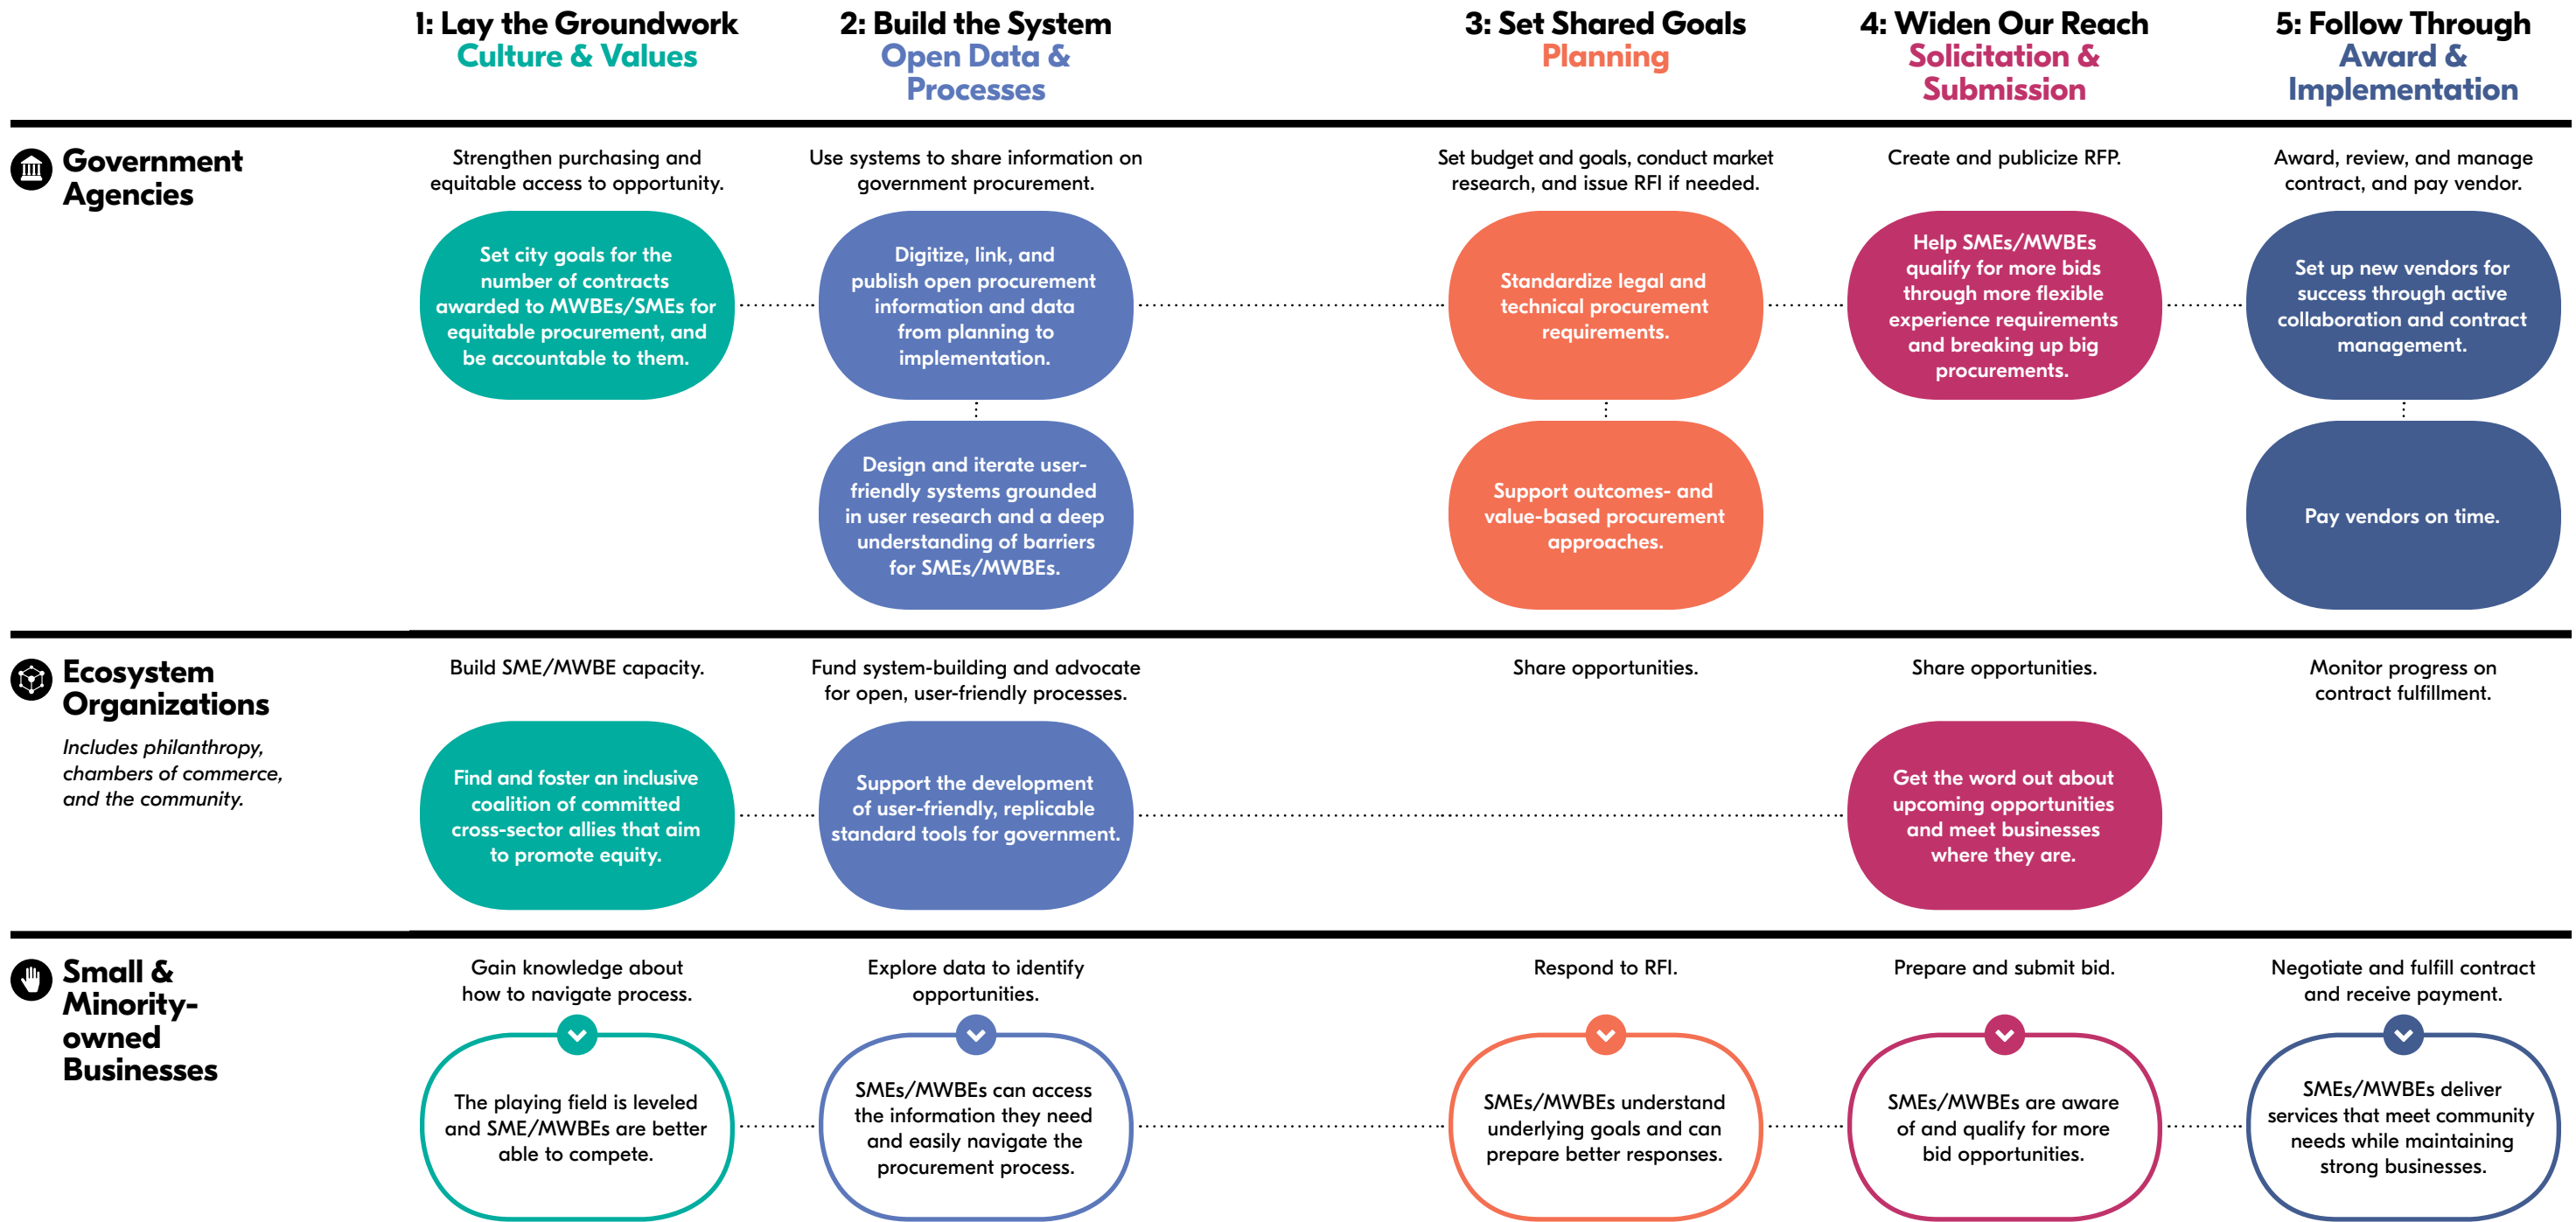 1: Lay the Groundwork
Culture & Values
2: Build the System
Open Data &
Processes
3: Set Shared Goals
Planning
4: Widen Our Reach
Solicitation &
Submission
5: Follow Through
Award &
Implementation
Government
Agencies
Strengthen purchasing and
equitable access to opportunity.
Set city goals for the
number of contracts
awarded to MWBEs/SMEs for
equitable procurement, and
be accountable to them.
Use systems to share information on
government procurement.
Digitize, link, and
publish open procurement
information and data
from planning to
implementation.
Design and iterate user-
friendly systems grounded
in user research and a deep
understanding of barriers
for SMEs/MWBEs.
Set budget and goals, conduct market
research, and issue RFI if needed.
Standardize legal and
technical procurement
requirements.
Support outcomes- and
value-based procurement
approaches.
Create and publicize RFP.
Help SMEs/MWBEs
qualify for more bids
through more flexible
experience requirements
and breaking up big
procurements.
Award, review, and manage
contract, and pay vendor.
Set up new vendors for
success through active
collaboration and contract
management.
Pay vendors on time.
Ecosystem
Organizations
Includes philanthropy,
chambers of commerce,
and the community.
Build SME/MWBE capacity.
Find and foster an inclusive
coalition of committed
cross-sector allies that aim
to promote equity.
Fund system-building and advocate
for open, user-friendly processes.
Support the development
of user-friendly, replicable
standard tools for government.
Share opportunities.
Share opportunities.
Get the word out about
upcoming opportunities
and meet businesses
where they are.
Monitor progress on
contract fulfillment.
Small &
Minority-
owned
Businesses
Gain knowledge about
how to navigate process.
The playing field is leveled
and SME/MWBEs are better
able to compete.
Explore data to identify
opportunities.
SMEs/MWBEs can access
the information they need
and easily navigate the
procurement process.
Respond to RFI.
SMEs/MWBEs understand
underlying goals and can
prepare better responses.
Prepare and submit bid.
SMEs/MWBEs are aware
of and qualify for more
bid opportunities.
Negotiate and fulfill contract
and receive payment.
SMEs/MWBEs deliver
services that meet community
needs while maintaining
strong businesses.